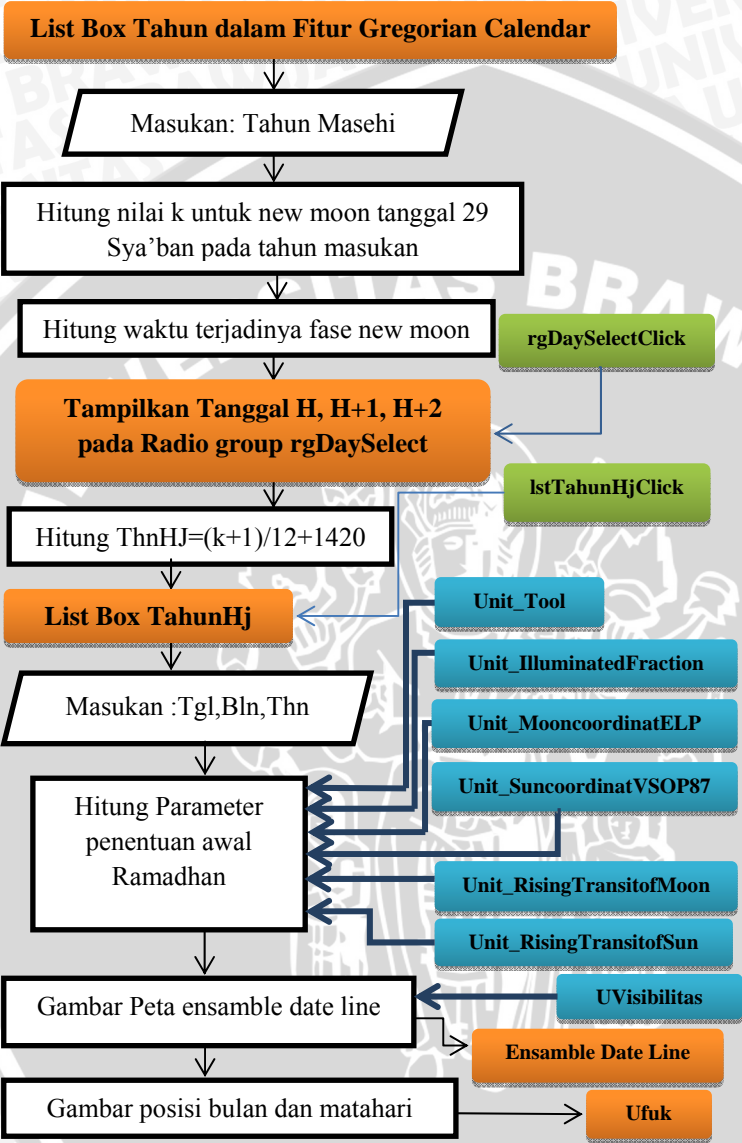 List Box Tahun dalam Fitur Gregorian Calendar
Masukan: Tahun Masehi
Hitung nilai k untuk new moon tanggal 29
Sya’ban pada tahun masukan
Hitung waktu terjadinya fase new moon
rgDaySelectClick
Tampilkan Tanggal H, H+1, H+2
pada Radio group rgDaySelect
lstTahunHjClick
Hitung ThnHJ=(k+1)/12+1420
List Box TahunHj
Unit_Tool
Unit_IlluminatedFraction
Masukan :Tgl,Bln,Thn
Unit_MooncoordinatELP
Unit_SuncoordinatVSOP87
Hitung Parameter
penentuan awal
Ramadhan
Unit_RisingTransitofMoon
Unit_RisingTransitofSun
Gambar Peta ensamble date line
UVisibilitas
Ensamble Date Line
Gambar posisi bulan dan matahari
Ufuk